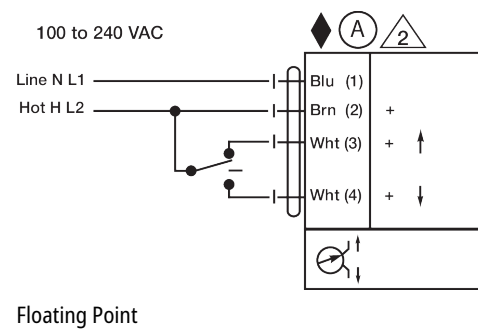 100 to 240 VAC
A
2
Line N L1
Blu (1)
Hot H L2
Brn (2) +
Wht (3) +
Wht (4) +
Floating Point